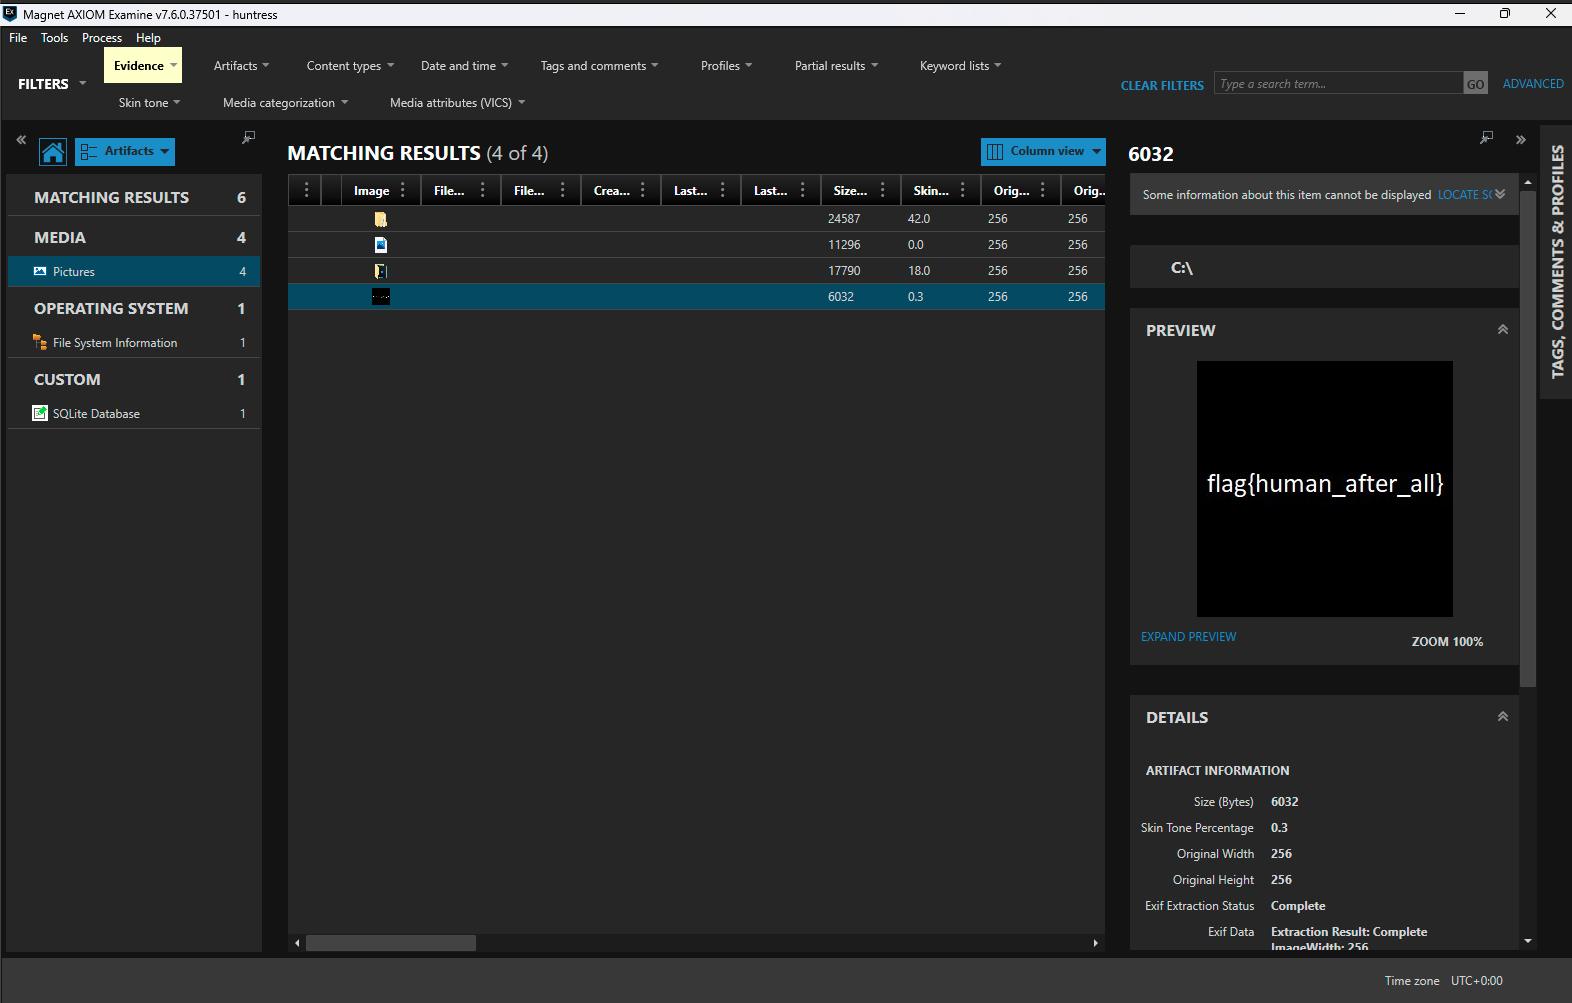 Magnet AXIOM Examine v7.6.0.37501 - huntress
File Tools Process Help
FILTERS
Evidence Artifacts Content types Date and time Tags and comments Profiles Partial results Keyword lists
Skin tone Media categorization Media attributes (VICS)
CLEAR FILTERS Type a search term... GO ADVANCED
Artifacts
MATCHING RESULTS 6
MEDIA 4
Pictures 4
OPERATING SYSTEM 1
File System Information 1
CUSTOM 1
SQLite Database 1
MATCHING RESULTS (4 of 4)
Column view
Image File... File... Crea... Last... Last... Size... Skin... Orig... Orig..
24587 42.0 256 256
11296 0.0 256 256
17790 18.0 256 256
6032 0.3 256 256
6032
Some information about this item cannot be displayed LOCATE SC
C:\
PREVIEW
flag{human_after_all}
EXPAND PREVIEW
ZOOM 100%
DETAILS
ARTIFACT INFORMATION
Size (Bytes) 6032
Skin Tone Percentage 0.3
Original Width 256
Original Height 256
Exif Extraction Status Complete
Exif Data Extraction Result: Complete
ImageWidth: 256
TAGS, COMMENTS & PROFILES
Time zone UTC+0:00